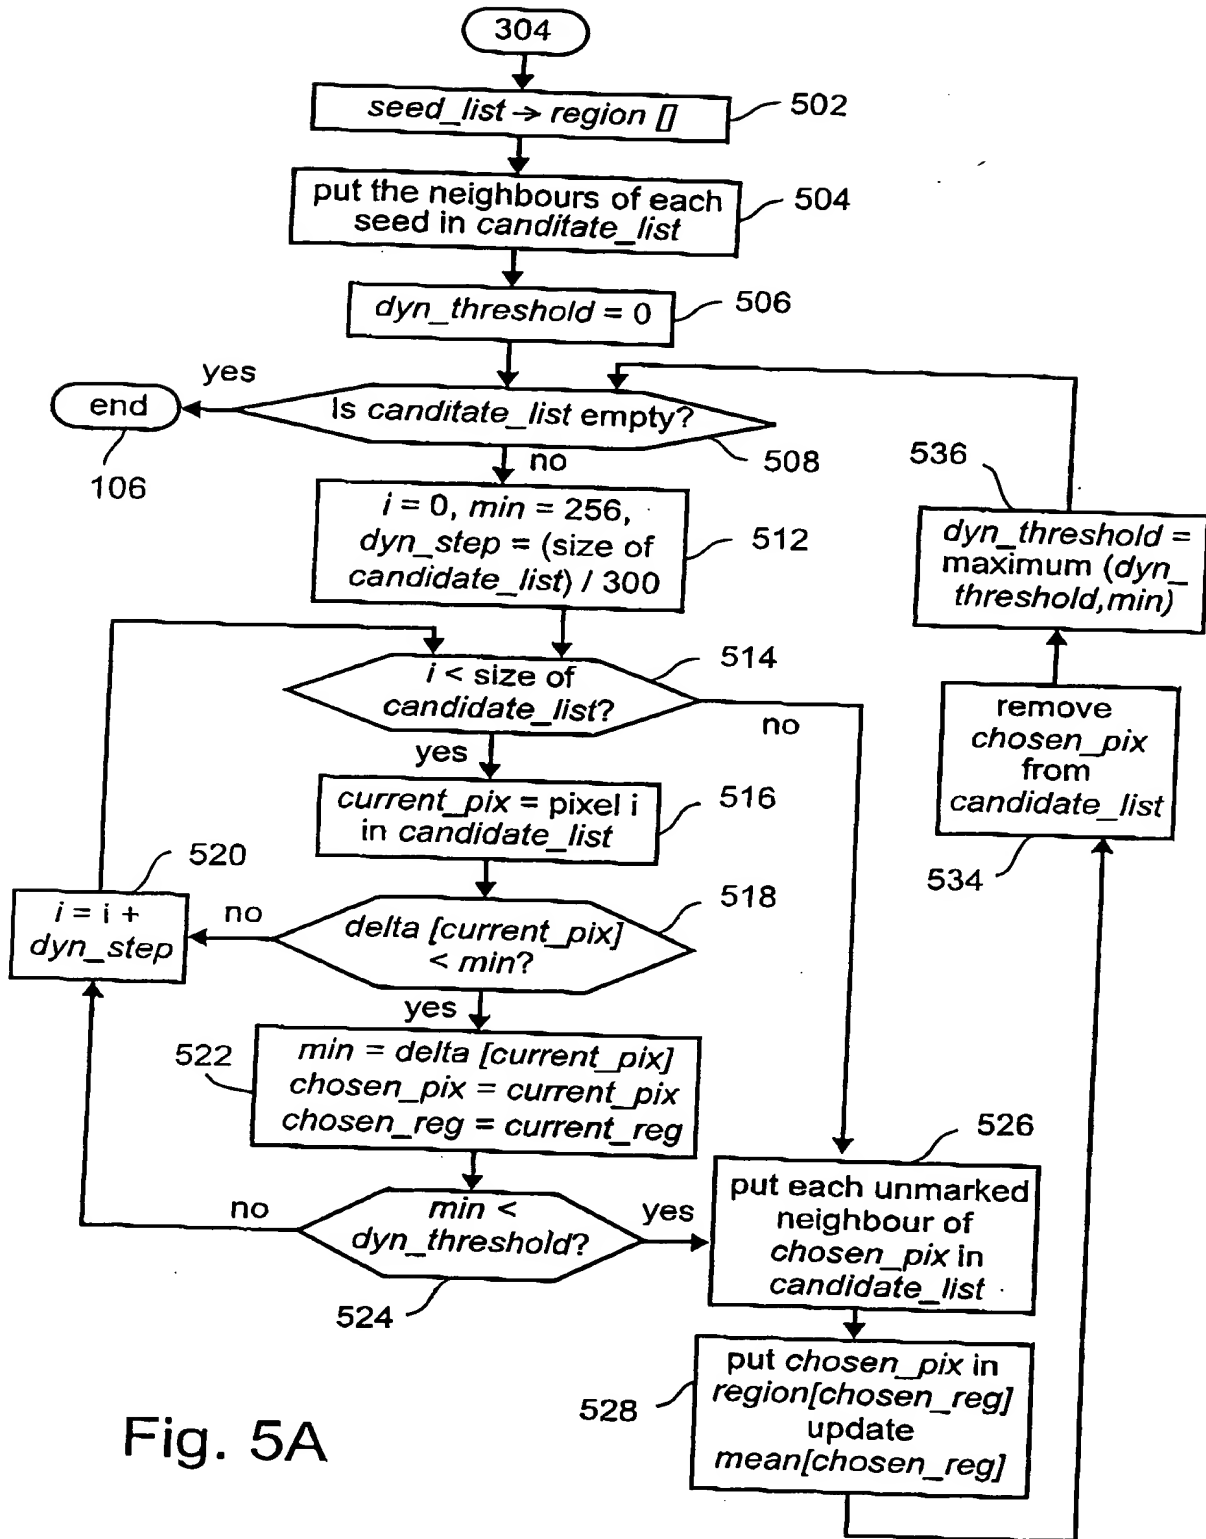 304
seed_list → region []
502
put the neighbours of each
seed in canditate_list
504
dyn_threshold = 0
506
yes
end
106
Is canditate_list empty?
508
no
i = 0, min = 256,
dyn_step = (size of
candidate_list) / 300
512
i < size of
candidate_list?
514
no
yes
current_pix = pixel i
in candidate_list
516
520
i = i +
dyn_step
no
delta [current_pix]
< min?
518
yes
522
min = delta [current_pix]
chosen_pix = current_pix
chosen_reg = current_reg
no
min <
dyn_threshold?
yes
524
526
put each unmarked
neighbour of
chosen_pix in
candidate_list
528
put chosen_pix in
region[chosen_reg]
update
mean[chosen_reg]
remove
chosen_pix
from
candidate_list
534
536
dyn_threshold =
maximum (dyn_
threshold,min)
Fig. 5A